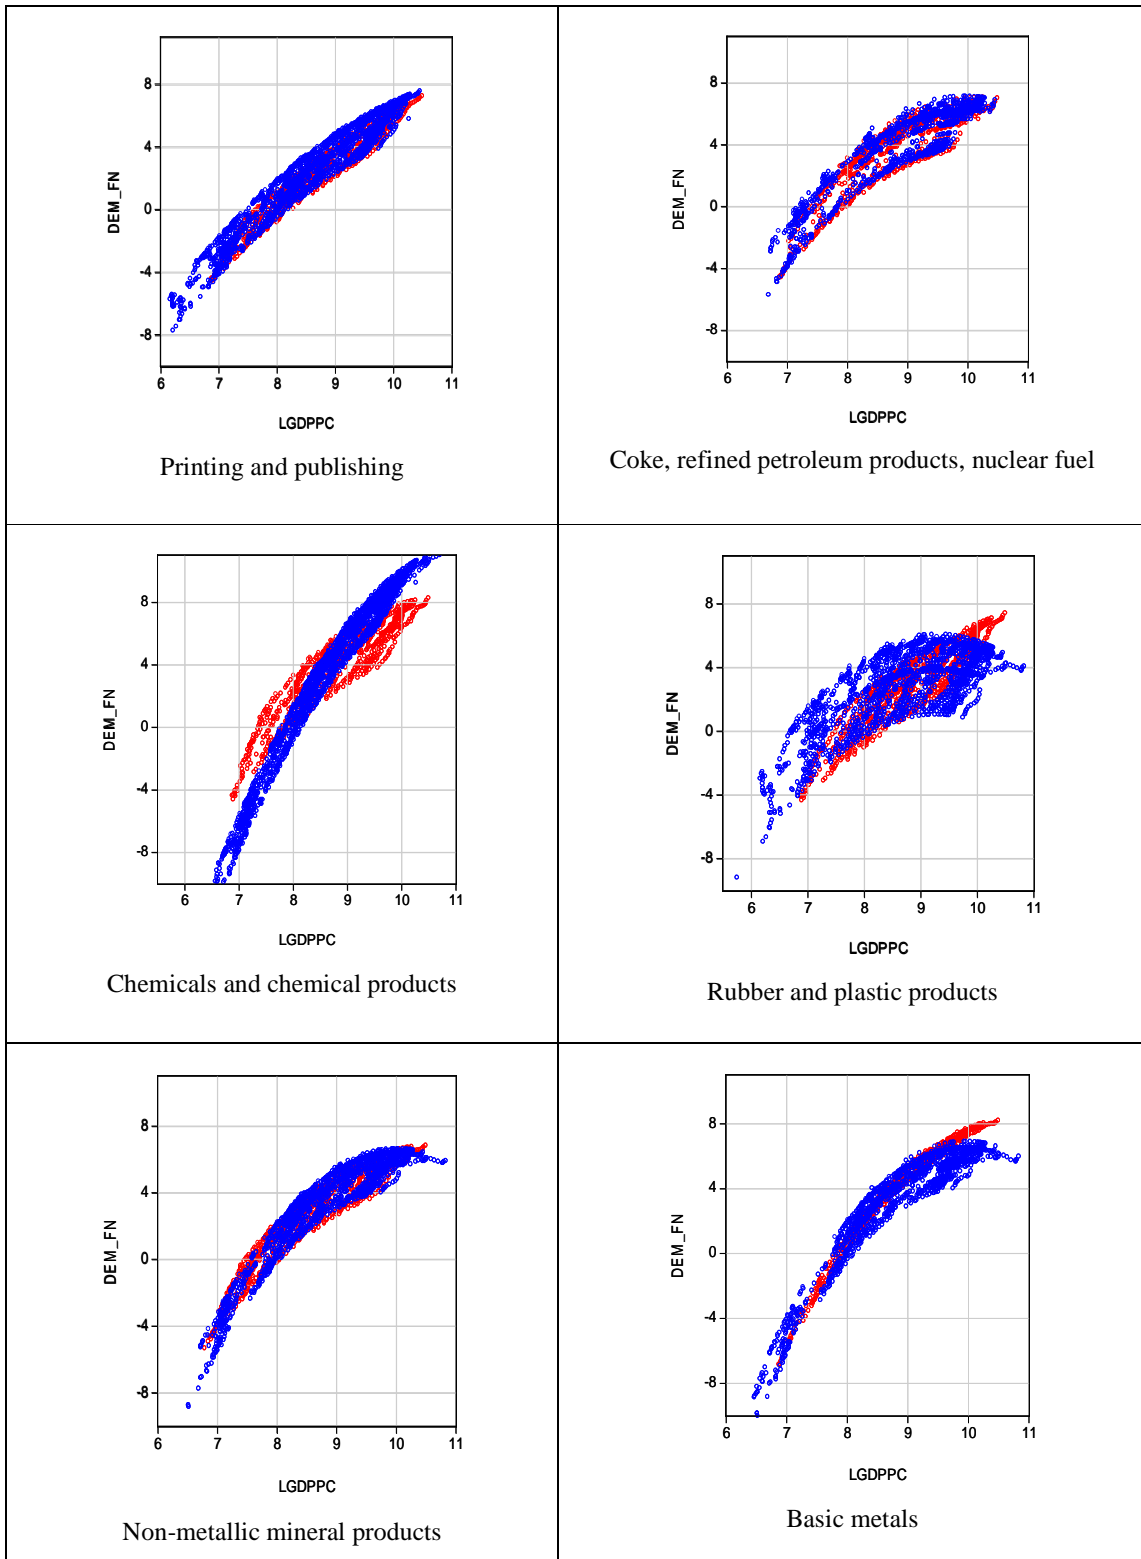 8
4
0
-4
-8
DEM_FN
6 7 8 9 10 11
LGDPPC
Printing and publishing
8
4
0
-4
-8
DEM_FN
6 7 8 9 10 11
LGDPPC
Coke, refined petroleum products, nuclear fuel
8
4
0
-4
-8
DEM_FN
6 7 8 9 10 11
LGDPPC
Chemicals and chemical products
8
4
0
-4
-8
DEM_FN
6 7 8 9 10 11
LGDPPC
Rubber and plastic products
8
4
0
-4
-8
DEM_FN
6 7 8 9 10 11
LGDPPC
Non-metallic mineral products
8
4
0
-4
-8
DEM_FN
6 7 8 9 10 11
LGDPPC
Basic metals